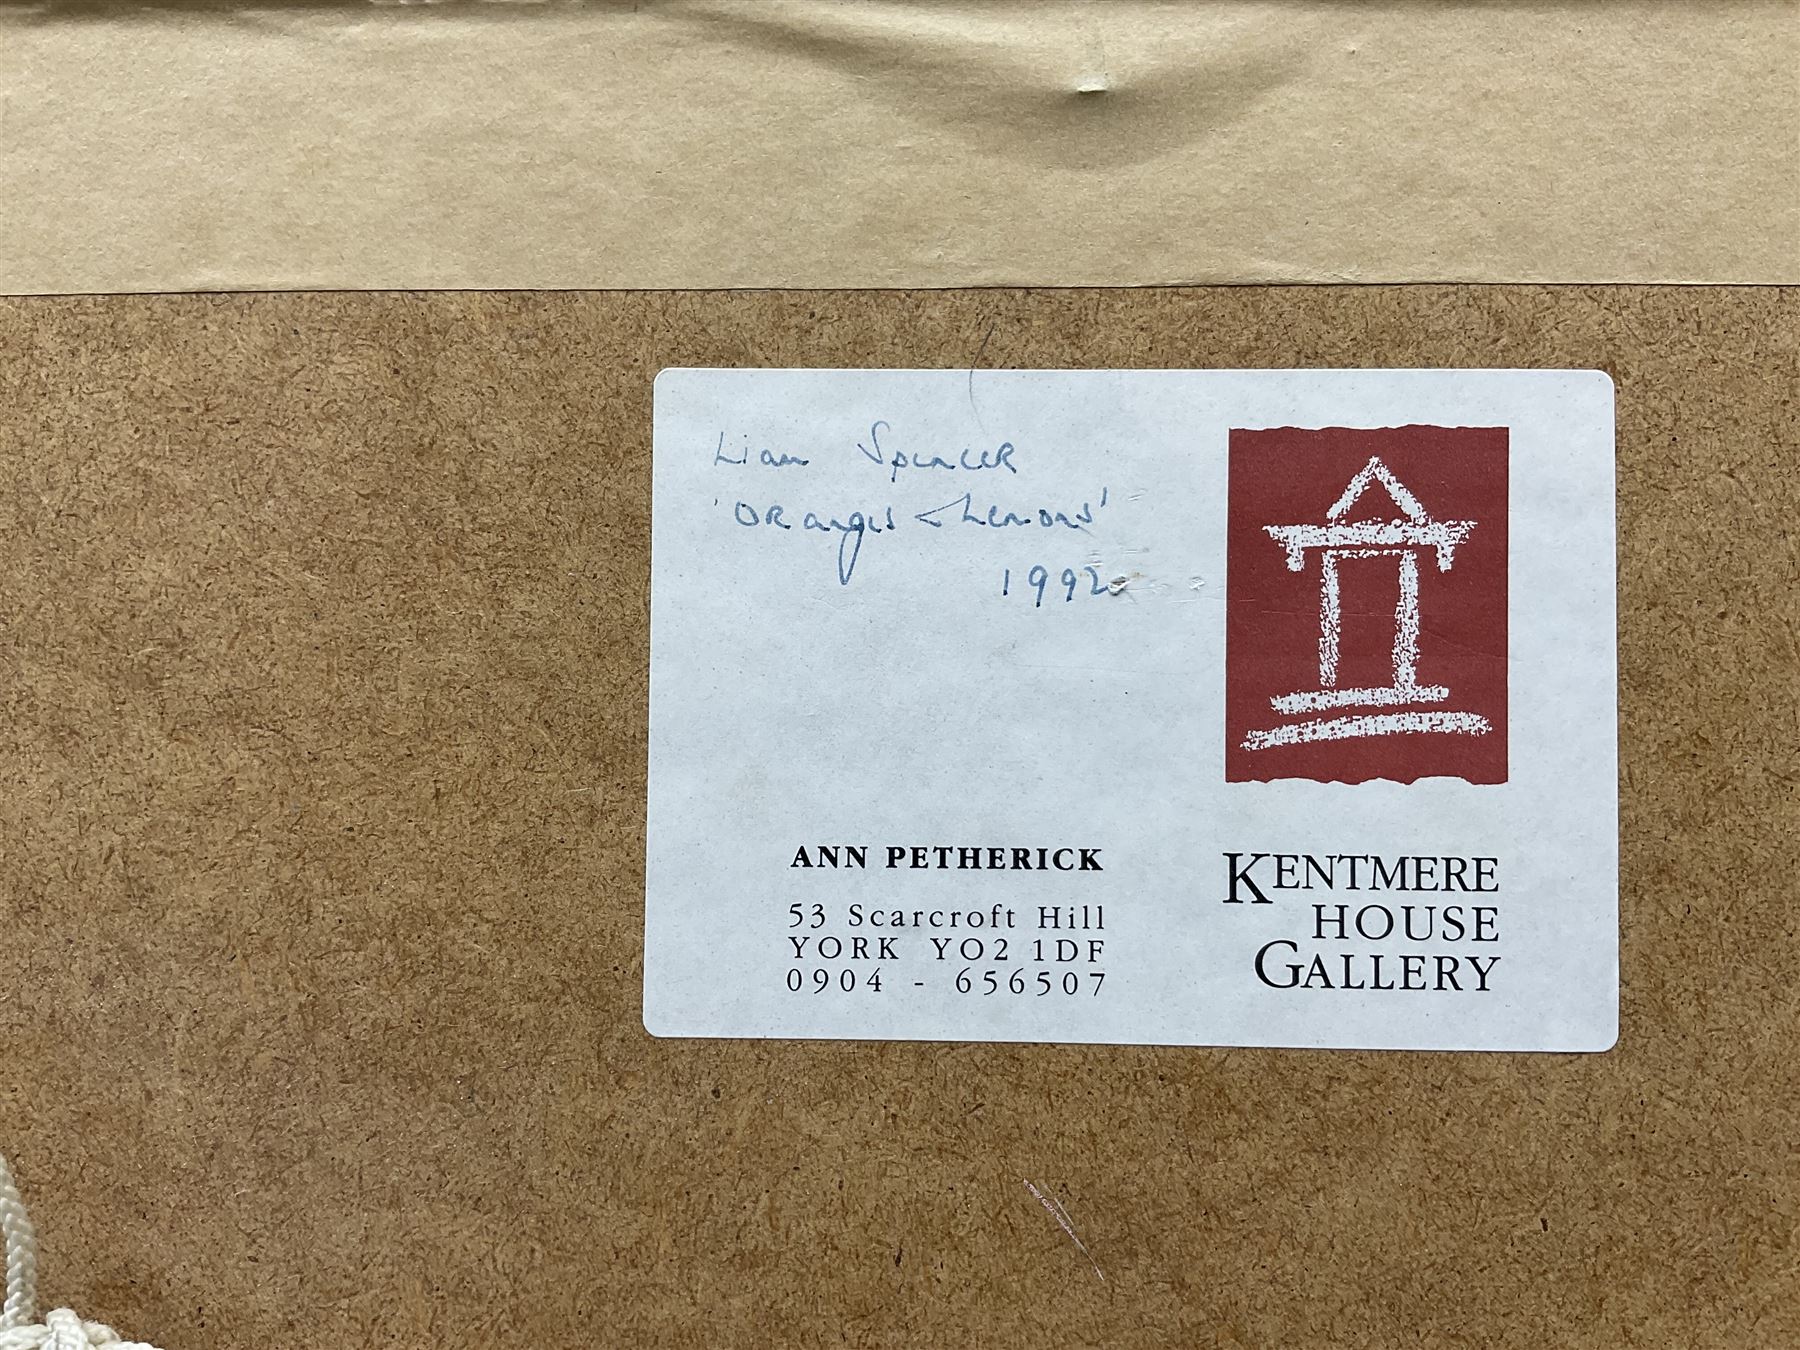 Liam Spencer
'Oranges & Lemons'
1992
ANN PETHERICK
53 Scarcroft Hill
YORK YO2 1DF
0904 - 656507
KENTMERE
HOUSE
GALLERY